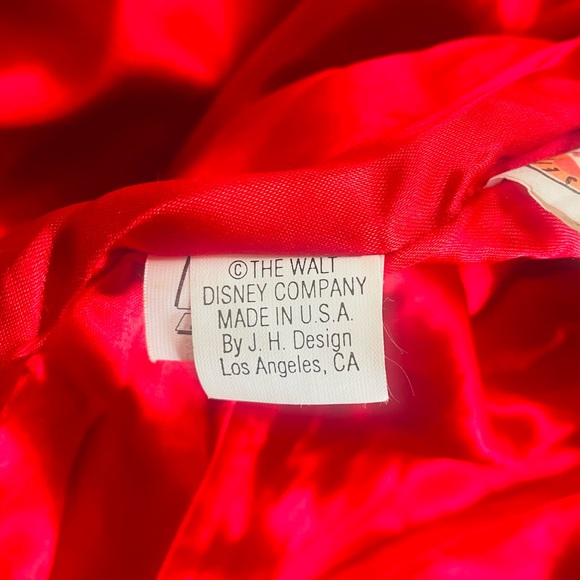 © THE WALT
DISNEY COMPANY
MADE IN U.S.A.
By J. H. Design
Los Angeles, CA